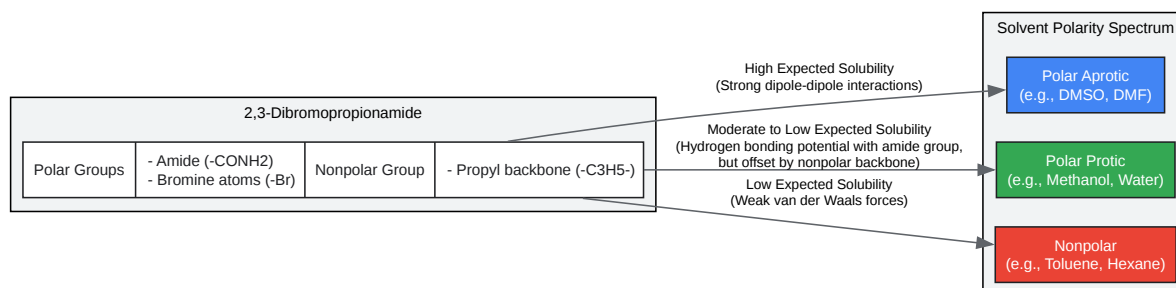 Solvent Polarity Spectrum
Polar Aprotic
(e.g., DMSO, DMF)
High Expected Solubility
(Strong dipole-dipole interactions)
2,3-Dibromopropionamide
Moderate to Low Expected Solubility
(Hydrogen bonding potential with amide group,
but offset by nonpolar backbone)
Polar Groups
- Amide (-CONH2)
- Bromine atoms (-Br)
Nonpolar Group
- Propyl backbone (-C3H5-)
Polar Protic
(e.g., Methanol, Water)
Low Expected Solubility
(Weak van der Waals forces)
Nonpolar
(e.g., Toluene, Hexane)